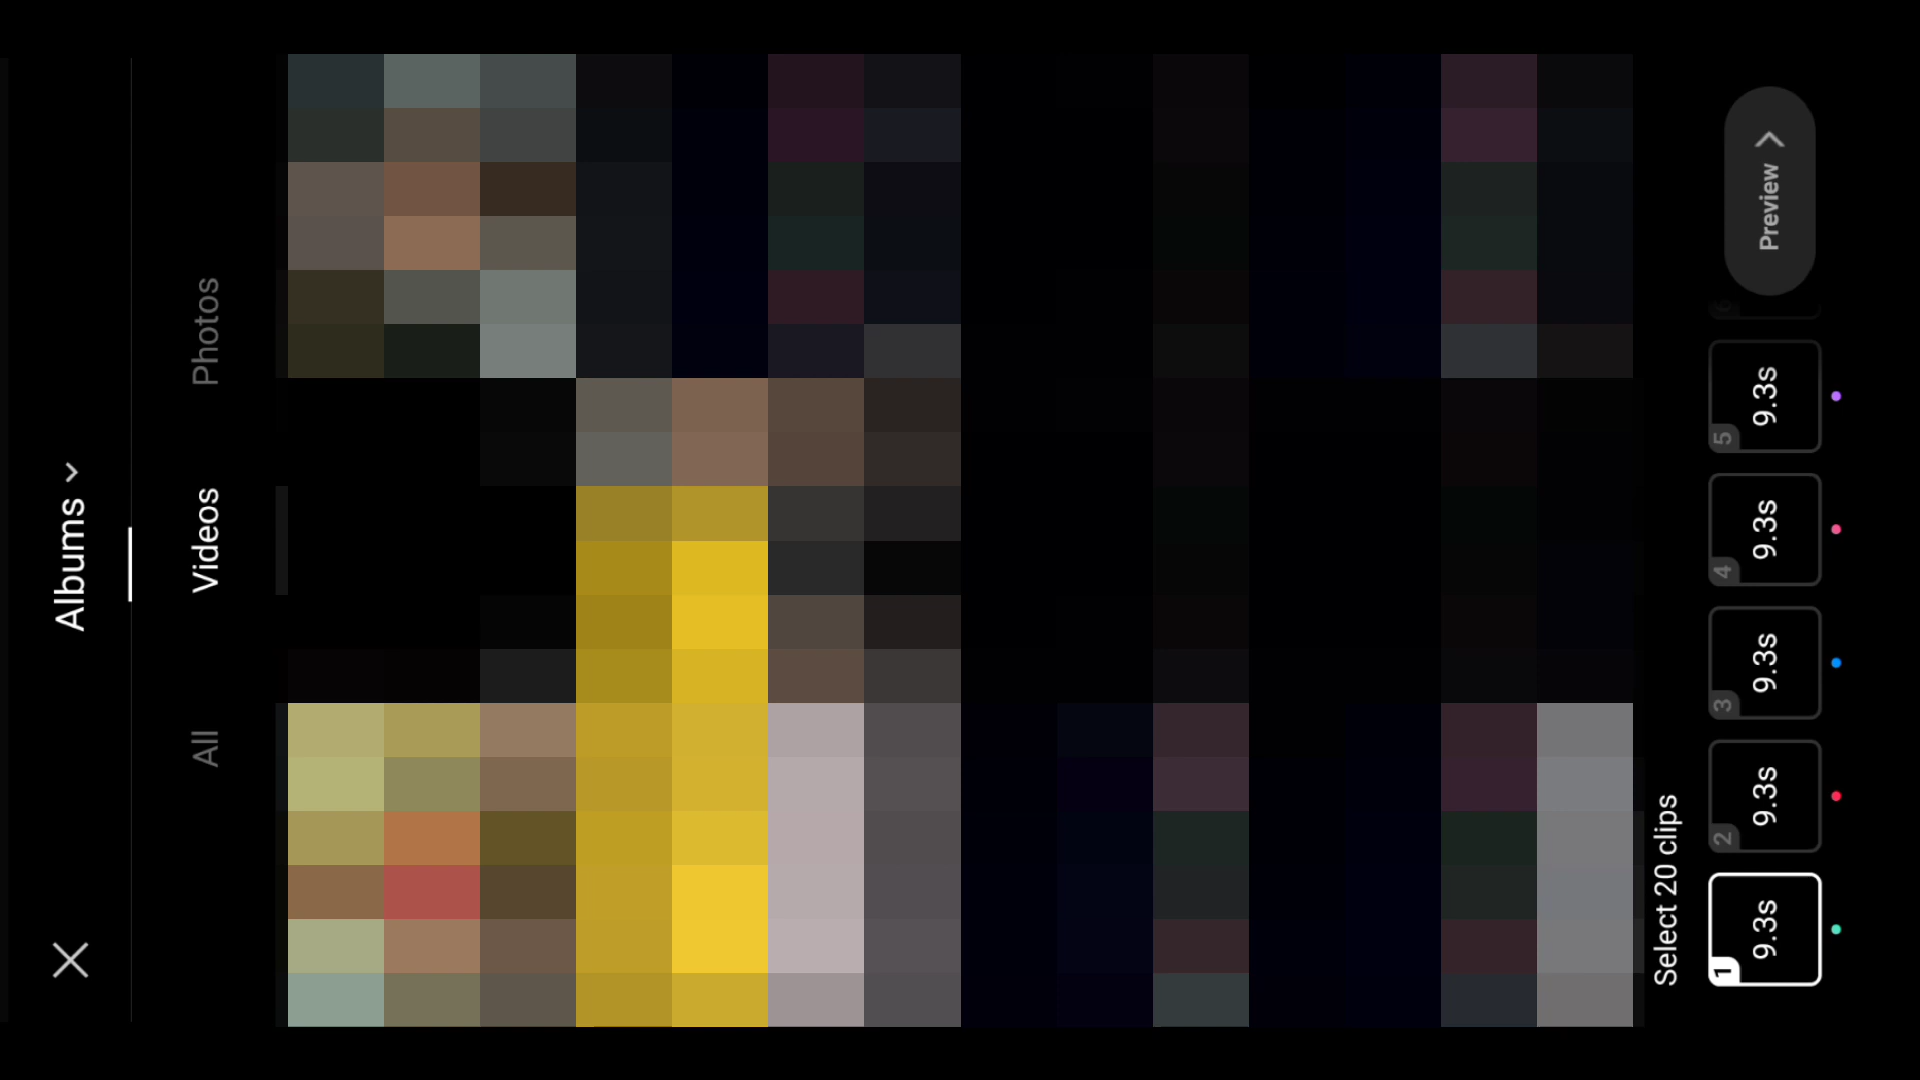 Albums
All Videos Photos
Select 20 clips
1 2 3 4 5 6
9.3s 9.3s 9.3s 9.3s 9.3s
Preview